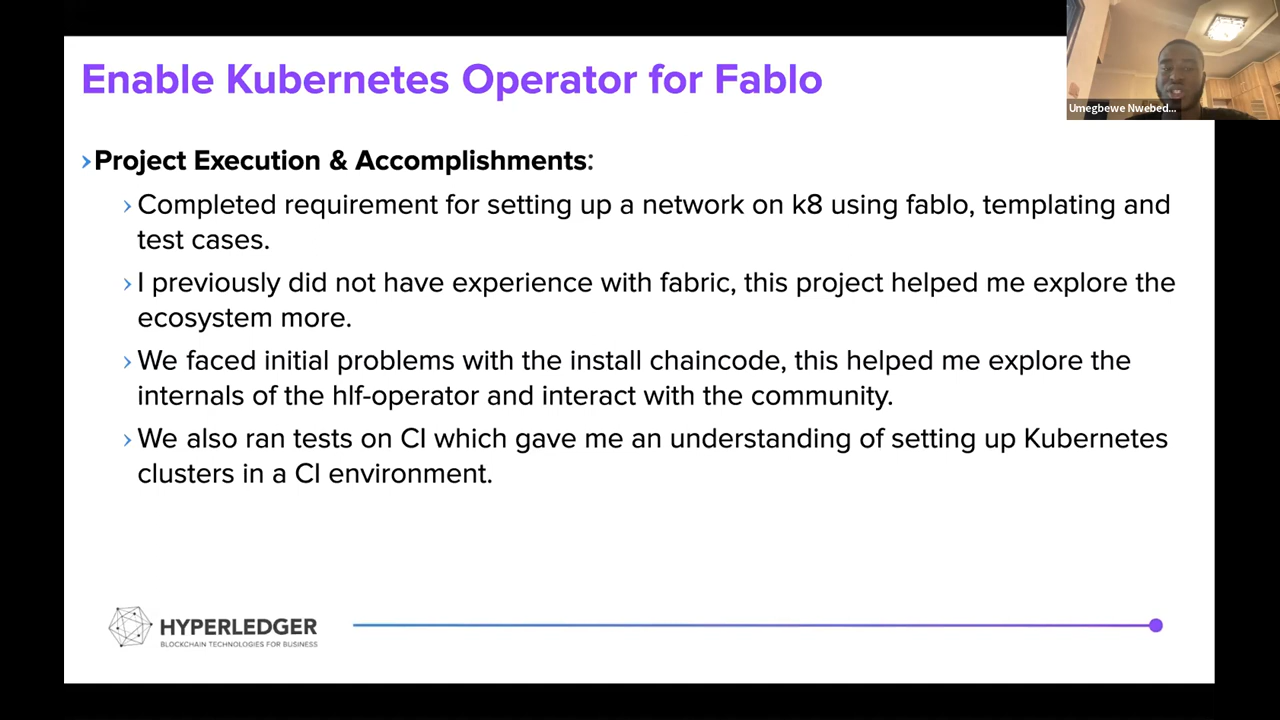 Enable Kubernetes Operator for Fablo
Umegbewe Nwebed...
›Project Execution & Accomplishments:
› Completed requirement for setting up a network on k8 using fablo, templating and
test cases.
› I previously did not have experience with fabric, this project helped me explore the
ecosystem more.
› We faced initial problems with the install chaincode, this helped me explore the
internals of the hlf-operator and interact with the community.
› We also ran tests on CI which gave me an understanding of setting up Kubernetes
clusters in a CI environment.
HYPERLEDGER
BLOCKCHAIN TECHNOLOGIES FOR BUSINESS